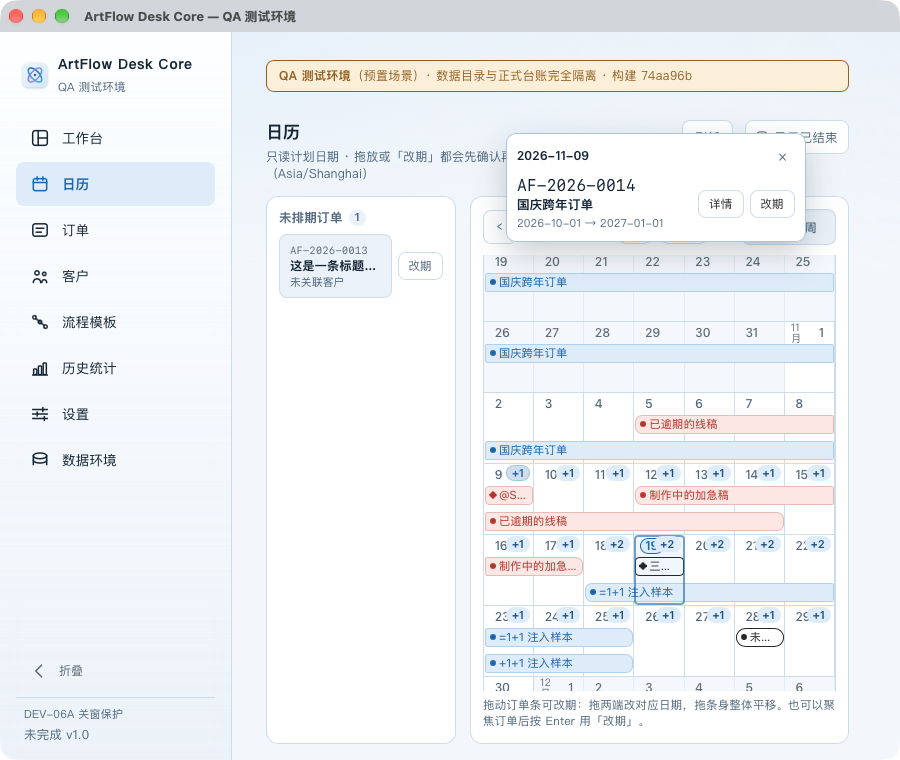 ArtFlow Desk Core — QA 测试环境
ArtFlow Desk Core
QA 测试环境
工作台
日历
订单
客户
流程模板
历史统计
设置
数据环境
折叠
DEV-06A 关窗保护
未完成 v1.0
QA 测试环境（预置场景）· 数据目录与正式台账完全隔离 · 构建 74aa96b
日历
只读计划日期 · 拖放或「改期」都会先确认再
（Asia/Shanghai）
已结束
2026-11-09
×
AF-2026-0014
国庆跨年订单
2026-10-01 → 2027-01-01
详情
改期
未排期订单 1
AF-2026-0013
这是一条标题…
未关联客户
改期
周
19 20 21 22 23 24 25
国庆跨年订单
26 27 28 29 30 31 11月 1
国庆跨年订单
2 3 4 5 6 7 8
已逾期的线稿
国庆跨年订单
9 +1 10 +1 11 +1 12 +1 13 +1 14 +1 15 +1
@S… 制作中的加急稿
已逾期的线稿
16 +1 17 +1 18 +2 19 +2 20 +2 21 +2 22 +2
制作中的加急… 三…
=1+1 注入样本
23 +1 24 +1 25 +1 26 +1 27 +1 28 +1 29 +1
=1+1 注入样本 未…
+1+1 注入样本
30 12月 1 2 3 4 5 6
拖动订单条可改期：拖两端改对应日期，拖条身整体平移。也可以聚
焦订单后按 Enter 用「改期」。